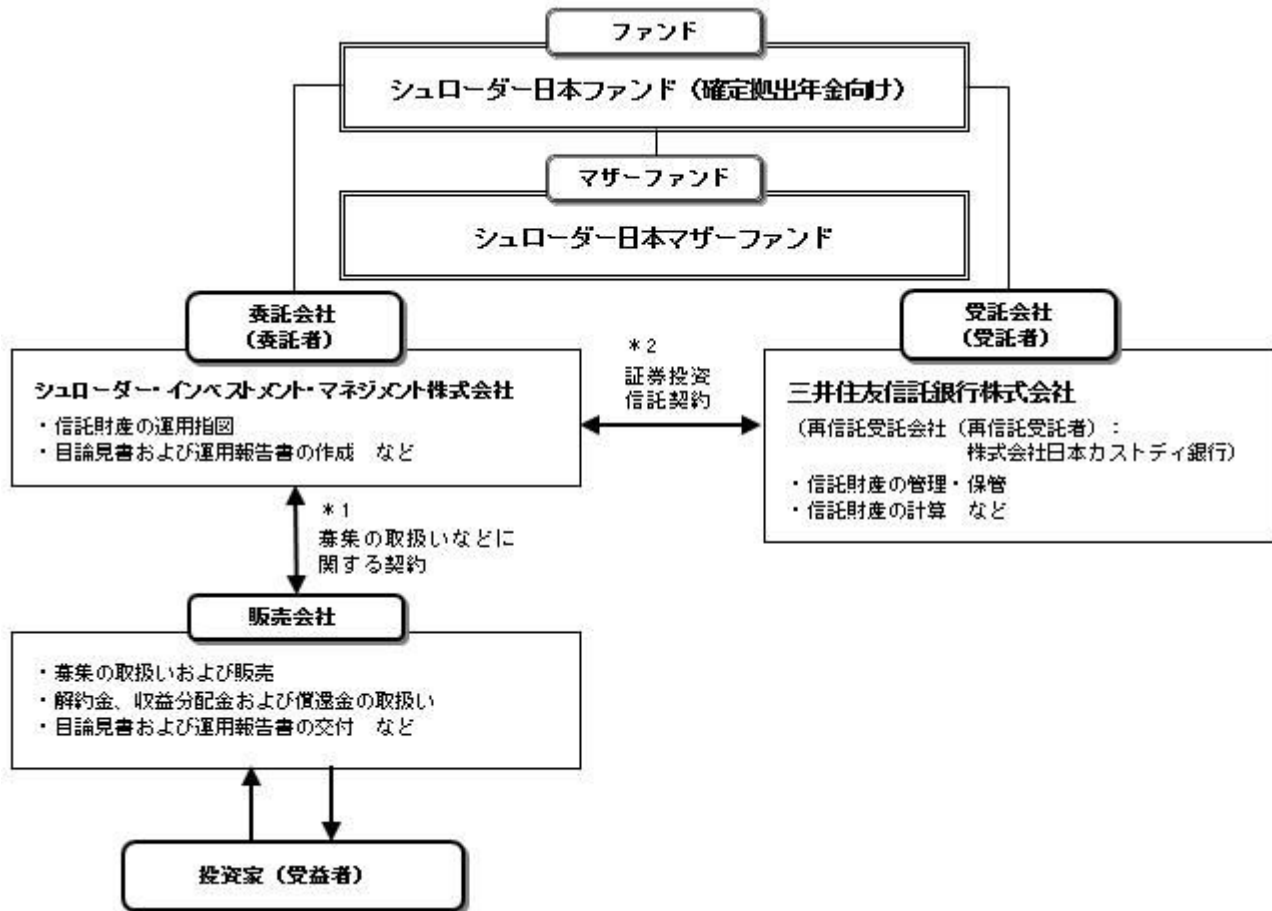 ファンド
シュローダー日本ファンド（確定拠出年金向け）
マザーファンド
シュローダー日本マザーファンド
委託会社
（委託者）
シュローダー・インベストメント・マネジメント株式会社
・信託財産の運用指図
・目論見書および運用報告書の作成　など
＊2
証券投資
信託契約
受託会社
（受託者）
三井住友信託銀行株式会社
（再信託受託会社（再信託受託者）：
株式会社日本カストディ銀行）
・信託財産の管理・保管
・信託財産の計算　など
＊1
募集の取扱いなどに
関する契約
販売会社
・募集の取扱いおよび販売
・解約金、収益分配金および償還金の取扱い
・目論見書および運用報告書の交付　など
投資家（受益者）